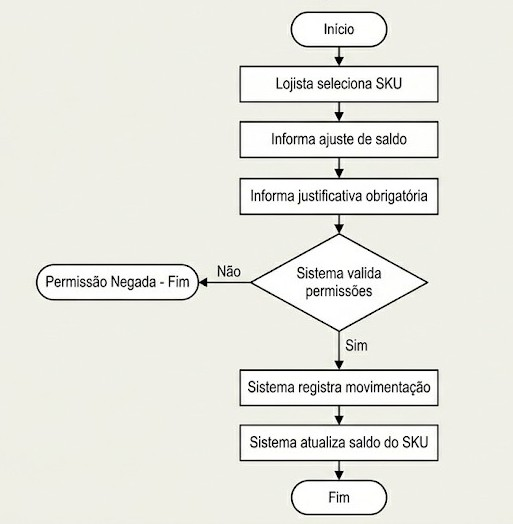 Início
Lojista seleciona SKU
Informa ajuste de saldo
Informa justificativa obrigatória
Sistema valida
permissões
Não
Permissão Negada - Fim
Sim
Sistema registra movimentação
Sistema atualiza saldo do SKU
Fim